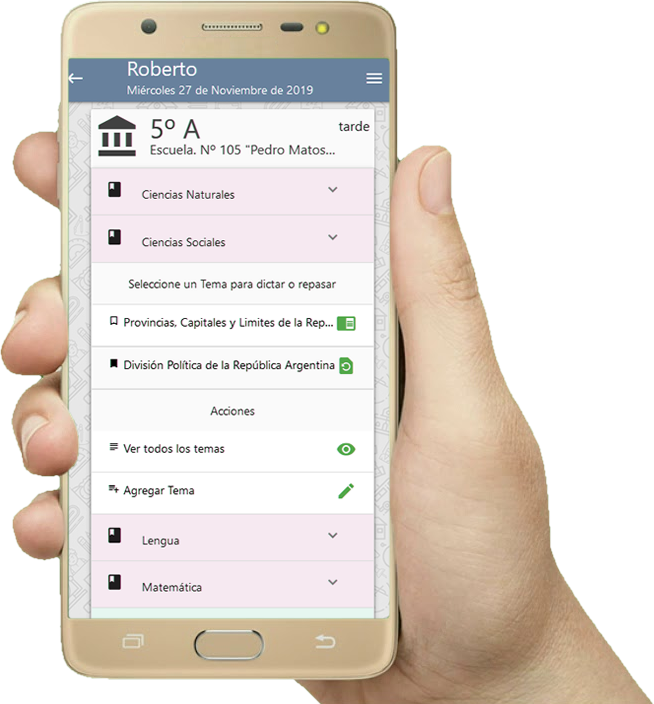 Roberto
Miércoles 27 de Noviembre de 2019
5º A
tarde
Escuela. Nº 105 "Pedro Matos...
Ciencias Naturales
Ciencias Sociales
Seleccione un Tema para dictar o repasar
Provincias, Capitales y Limites de la Rep...
División Política de la República Argentina
Acciones
Ver todos los temas
Agregar Tema
Lengua
Matemática